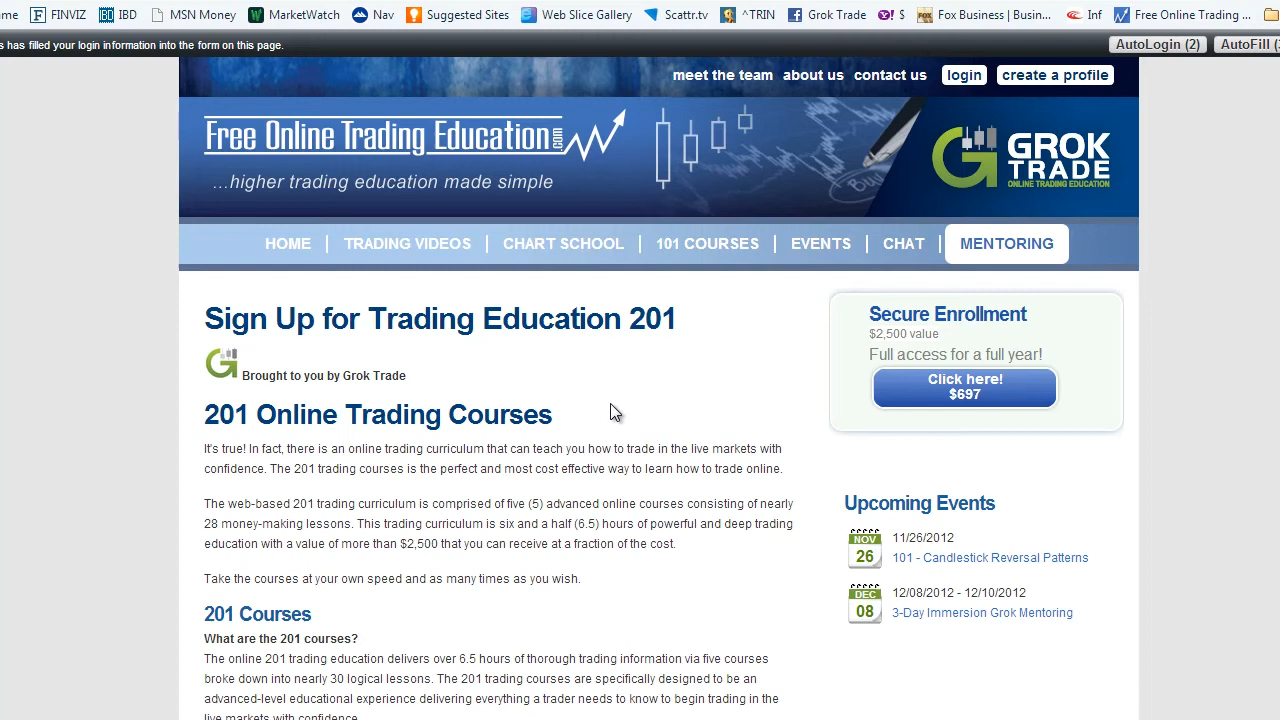 me FINVIZ IBD IBD MSN Money MarketWatch Nav Suggested Sites Web Slice Gallery Scattr.tv ^TRIN Grok Trade $ Fox Business | Busin... Inf Free Online Trading ...
s has filled your login information into the form on this page. AutoLogin (2) AutoFill (
meet the team about us contact us login create a profile
Free Online Trading Education.com
...higher trading education made simple
Buy
GROK
TRADE
ONLINE TRADING EDUCATION
HOME TRADING VIDEOS CHART SCHOOL 101 COURSES EVENTS CHAT MENTORING
Sign Up for Trading Education 201
Brought to you by Grok Trade
201 Online Trading Courses
It's true! In fact, there is an online trading curriculum that can teach you how to trade in the live markets with
confidence. The 201 trading courses is the perfect and most cost effective way to learn how to trade online.
The web-based 201 trading curriculum is comprised of five (5) advanced online courses consisting of nearly
28 money-making lessons. This trading curriculum is six and a half (6.5) hours of powerful and deep trading
education with a value of more than $2,500 that you can receive at a fraction of the cost.
Take the courses at your own speed and as many times as you wish.
201 Courses
What are the 201 courses?
The online 201 trading education delivers over 6.5 hours of thorough trading information via five courses
broke down into nearly 30 logical lessons. The 201 trading courses are specifically designed to be an
advanced-level educational experience delivering everything a trader needs to know to begin trading in the
live markets with confidence.
Secure Enrollment
$2,500 value
Full access for a full year!
Click here!
$697
Upcoming Events
NOV
26
11/26/2012
101 - Candlestick Reversal Patterns
DEC
08
12/08/2012 - 12/10/2012
3-Day Immersion Grok Mentoring